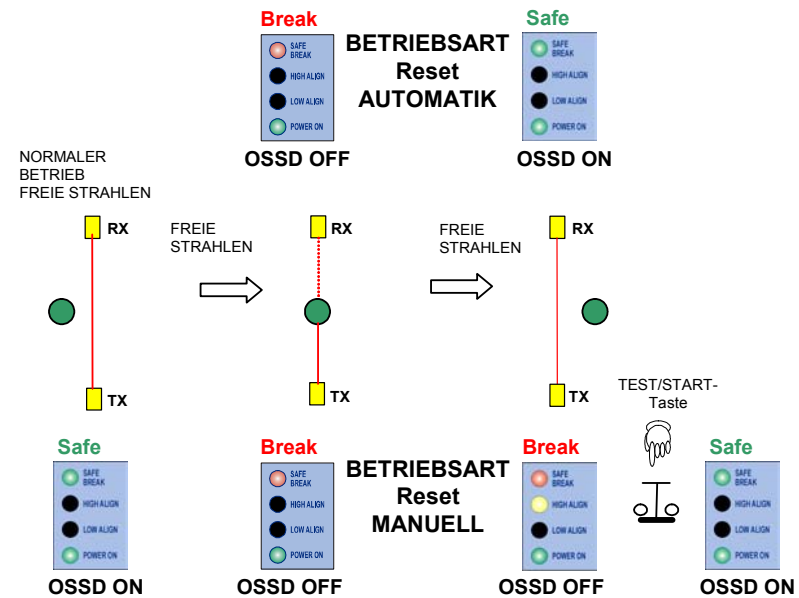 Break
SAFE
BREAK
HIGH ALIGN
LOW ALIGN
POWER ON
OSSD OFF
BETRIEBSART
Reset
AUTOMATIK
Safe
SAFE
BREAK
HIGH ALIGN
LOW ALIGN
POWER ON
OSSD ON
NORMALER
BETRIEB
FREIE STRAHLEN
RX
TX
FREIE
STRAHLEN
RX
TX
FREIE
STRAHLEN
RX
TX
TEST/START-
Taste
Safe
SAFE
BREAK
HIGH ALIGN
LOW ALIGN
POWER ON
OSSD ON
Break
SAFE
BREAK
HIGH ALIGN
LOW ALIGN
POWER ON
OSSD OFF
BETRIEBSART
Reset
MANUELL
Break
SAFE
BREAK
HIGH ALIGN
LOW ALIGN
POWER ON
OSSD OFF
Safe
SAFE
BREAK
HIGH ALIGN
LOW ALIGN
POWER ON
OSSD ON